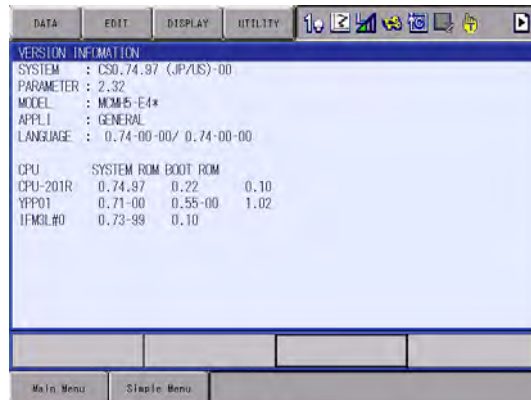 DATA EDIT DISPLAY UTILITY
VERSION INFOMATION
SYSTEM : CS0.74.97 (JP/US)-00
PARAMETER : 2.32
MODEL : MCMH5-E4*
APPLI : GENERAL
LANGUAGE : 0.74-00-00/ 0.74-00-00
CPU SYSTEM ROM BOOT ROM
CPU-201R 0.74.97 0.22 0.10
YPP01 0.71-00 0.55-00 1.02
IFM3L#0 0.73-99 0.10
Main Menu Simple Menu